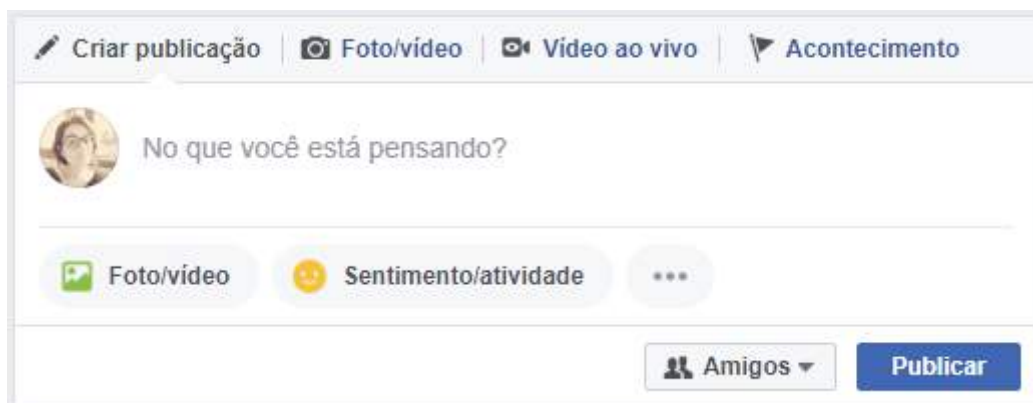 Criar publicação Foto/vídeo Vídeo ao vivo Acontecimento
No que você está pensando?
Foto/vídeo Sentimento/atividade
Amigos Publicar